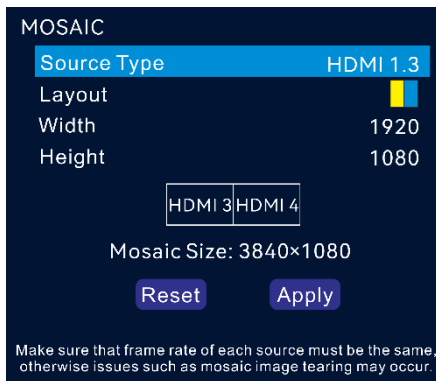 MOSAIC
Source Type HDMI 1.3
Layout
Width 1920
Height 1080
HDMI 3 HDMI 4
Mosaic Size: 3840×1080
Reset Apply
Make sure that frame rate of each source must be the same,
otherwise issues such as mosaic image tearing may occur.